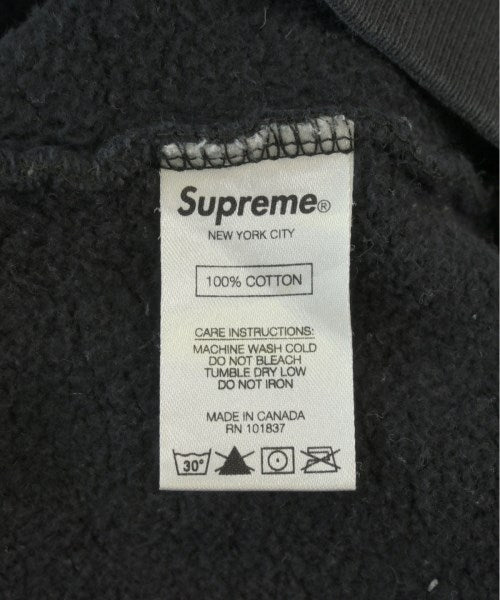 Supreme®
NEW YORK CITY
100% COTTON
CARE INSTRUCTIONS:
MACHINE WASH COLD
DO NOT BLEACH
TUMBLE DRY LOW
DO NOT IRON
MADE IN CANADA
RN 101837
30°